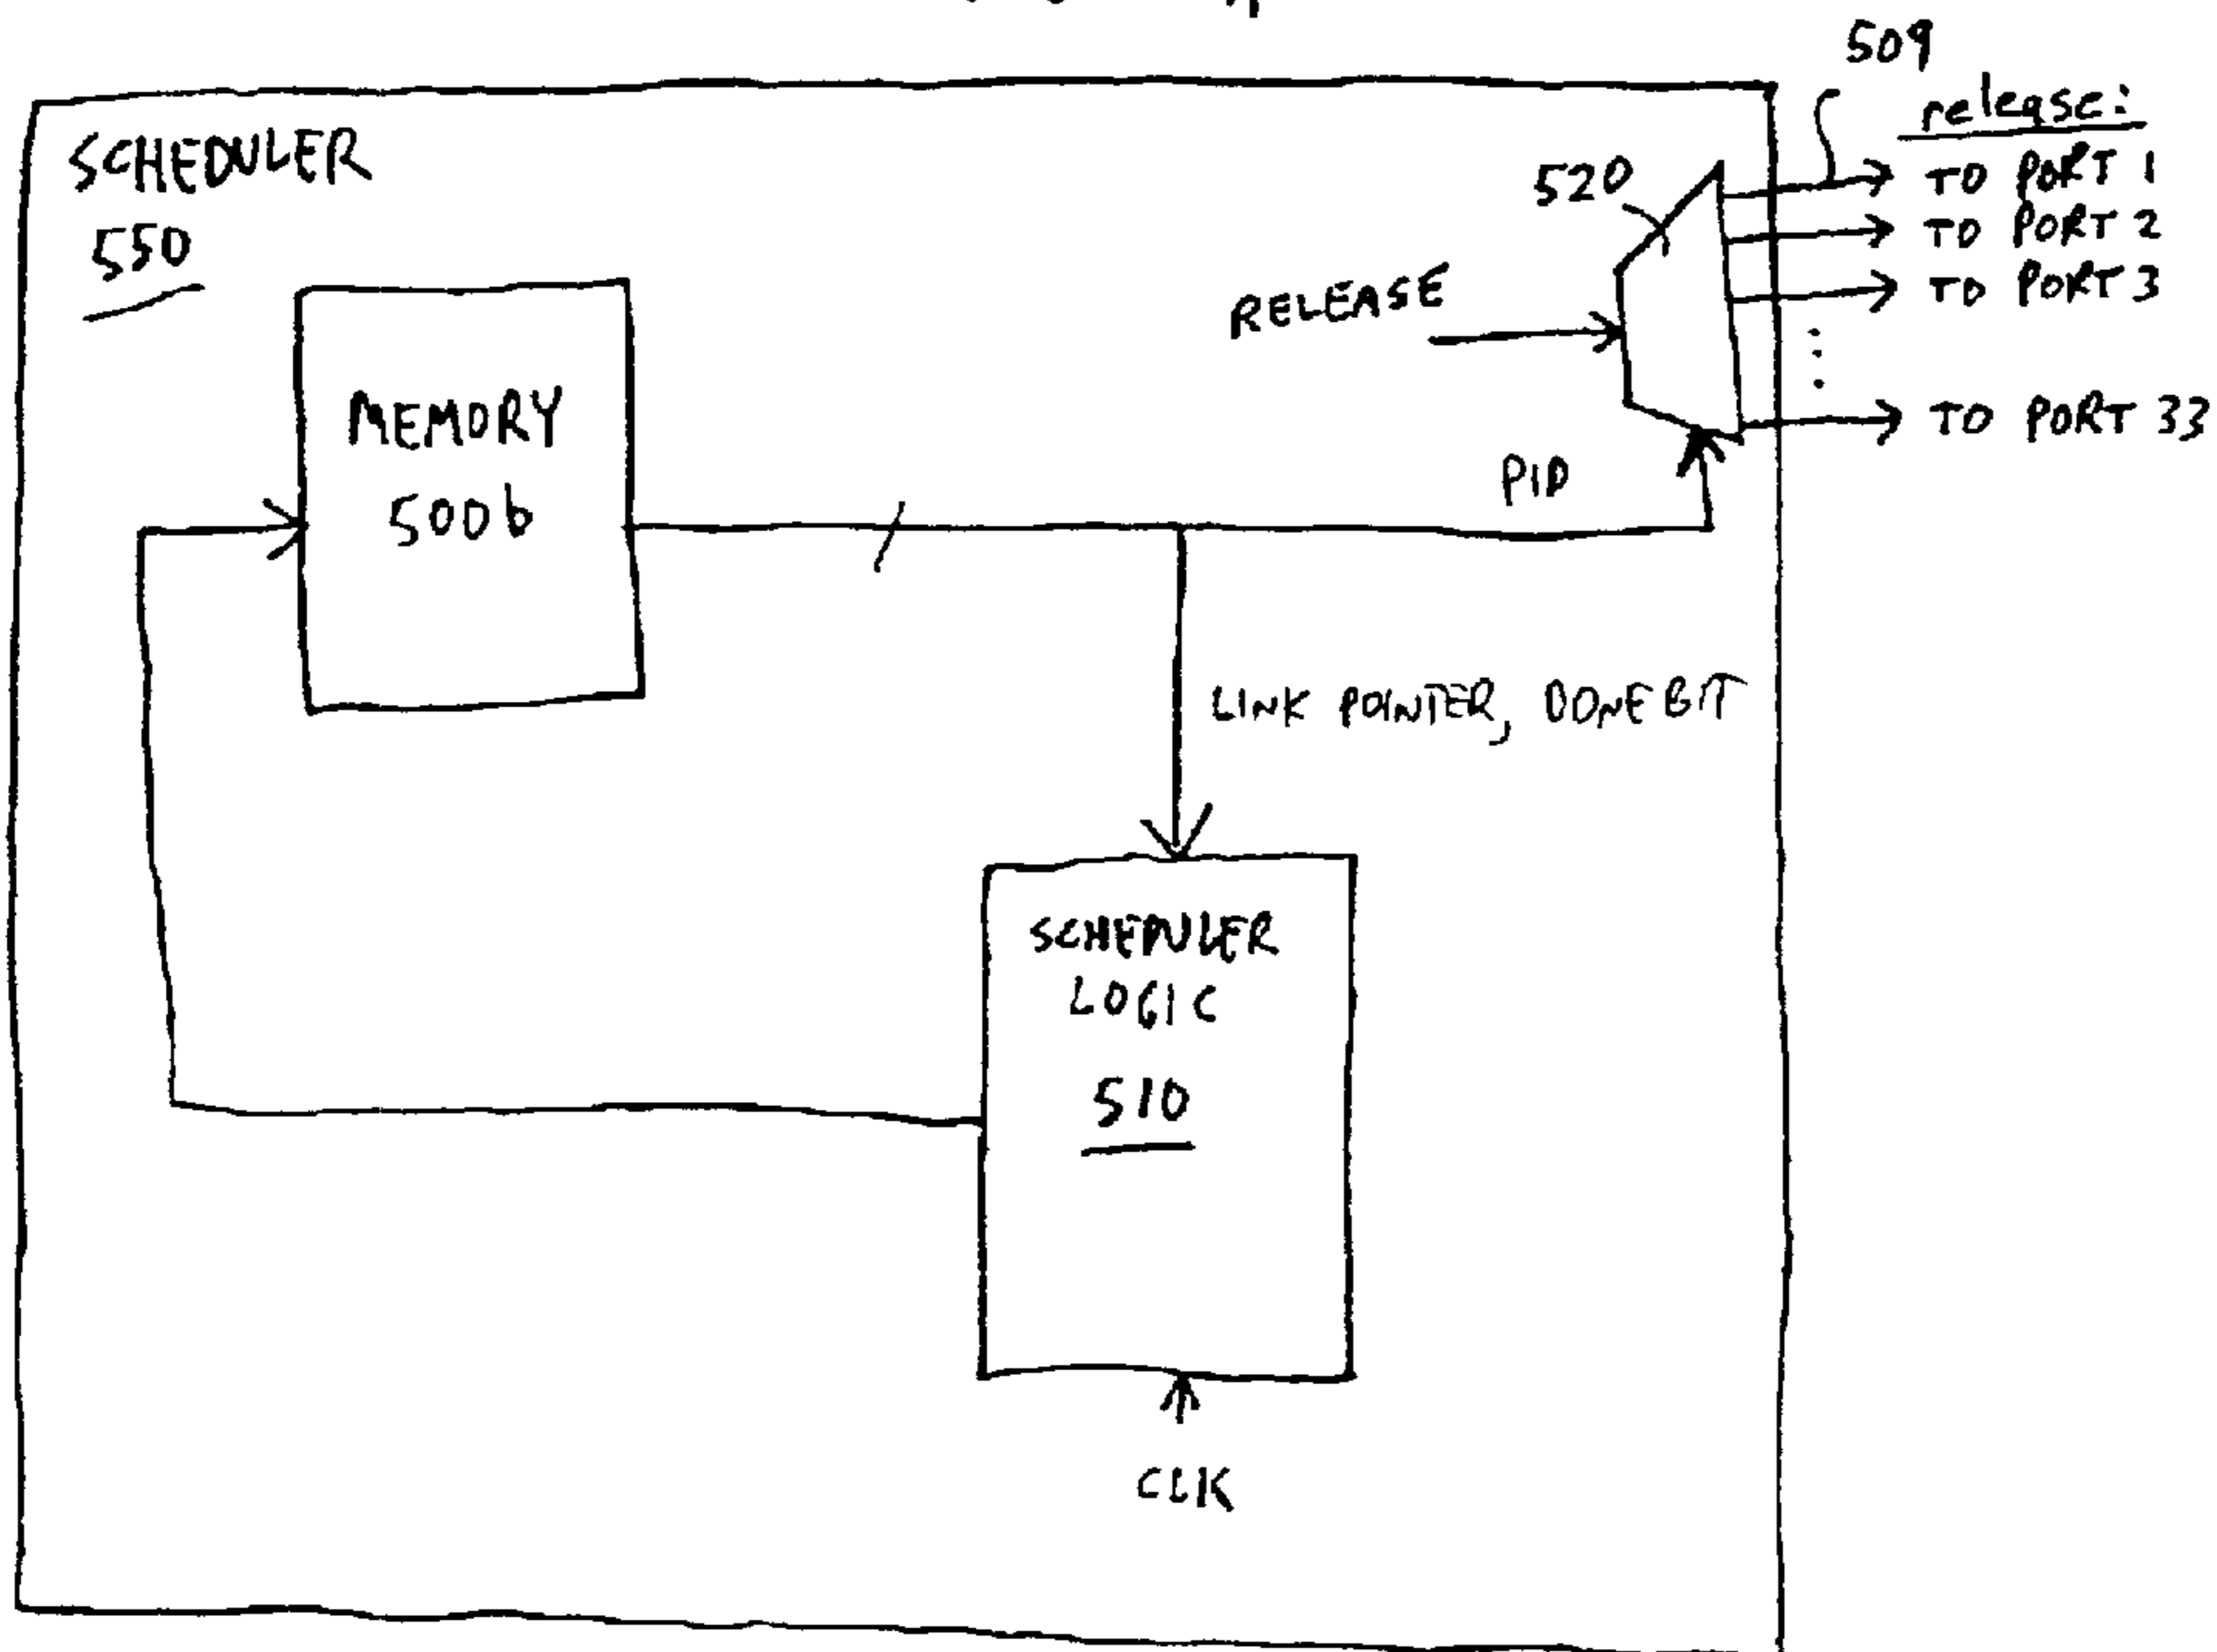 509
release:
SCHEDULER
550
520
TO PORT 1
TO PORT 2
TO PORT 3
RELEASE
TO PORT 33
MEMORY
500b
PID
LINK POINTER, DONE BIT
SCHEDULER
LOGIC
510
CLK